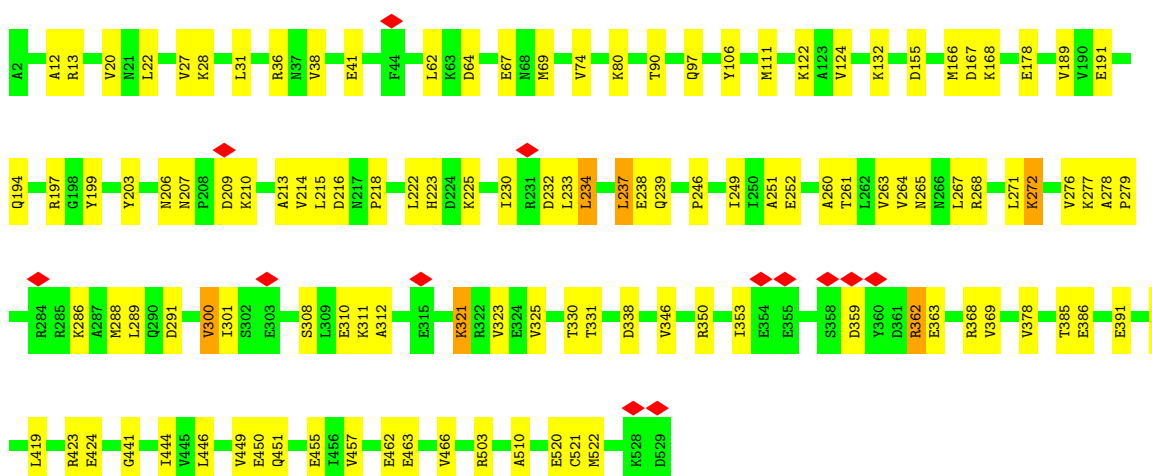 A2 A12 R13 V20 N21 L22 V27 K28 L31 R36 N37 V38 E41 F44 L62 K63 D64 E67 N68 M69 V74 K80 T90 Q97 Y106 M111 K122 A123 V124 K132 D155 M166 D167 K168 E178 V189 V190 E191
Q194 R197 G198 Y199 Y203 N206 N207 P208 D209 K210 A213 V214 L215 D216 N217 P218 L222 H223 D224 K225 I230 R231 D232 L233 L234 L237 E238 Q239 P246 I249 I250 A251 E252 A260 T261 L262 V263 V264 N265 N266 L267 R268 L271 K272 V276 K277 A278 P279
R284 R285 K286 A287 M288 L289 Q290 D291 V300 I301 S302 E303 S308 L309 E310 K311 A312 E315 K321 R322 V323 E324 V325 T330 T331 D338 V346 R350 I353 E354 E355 S358 D359 Y360 D361 R362 E363 R368 V369 V378 T385 E386 E391
L419 R423 E424 G441 I444 V445 L446 V449 E450 Q451 E455 I456 V457 E462 E463 V466 R503 A510 E520 C521 M522 K528 D529